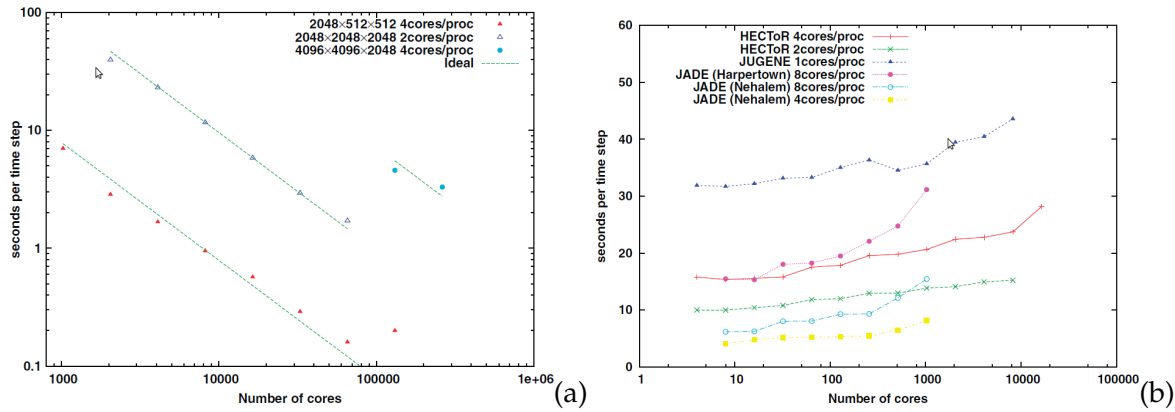 2048×512×512 4cores/proc
2048×2048×2048 2cores/proc
4096×4096×2048 4cores/proc
Ideal
100
10
1
0.1
seconds per time step
1000
10000
100000
1e+06
Number of cores
(a)
HECToR 4cores/proc
HECToR 2cores/proc
JUGENE 1cores/proc
JADE (Harpertown) 8cores/proc
JADE (Nehalem) 8cores/proc
JADE (Nehalem) 4cores/proc
60
50
40
30
20
10
0
seconds per time step
1
10
100
1000
10000
100000
Number of cores
(b)